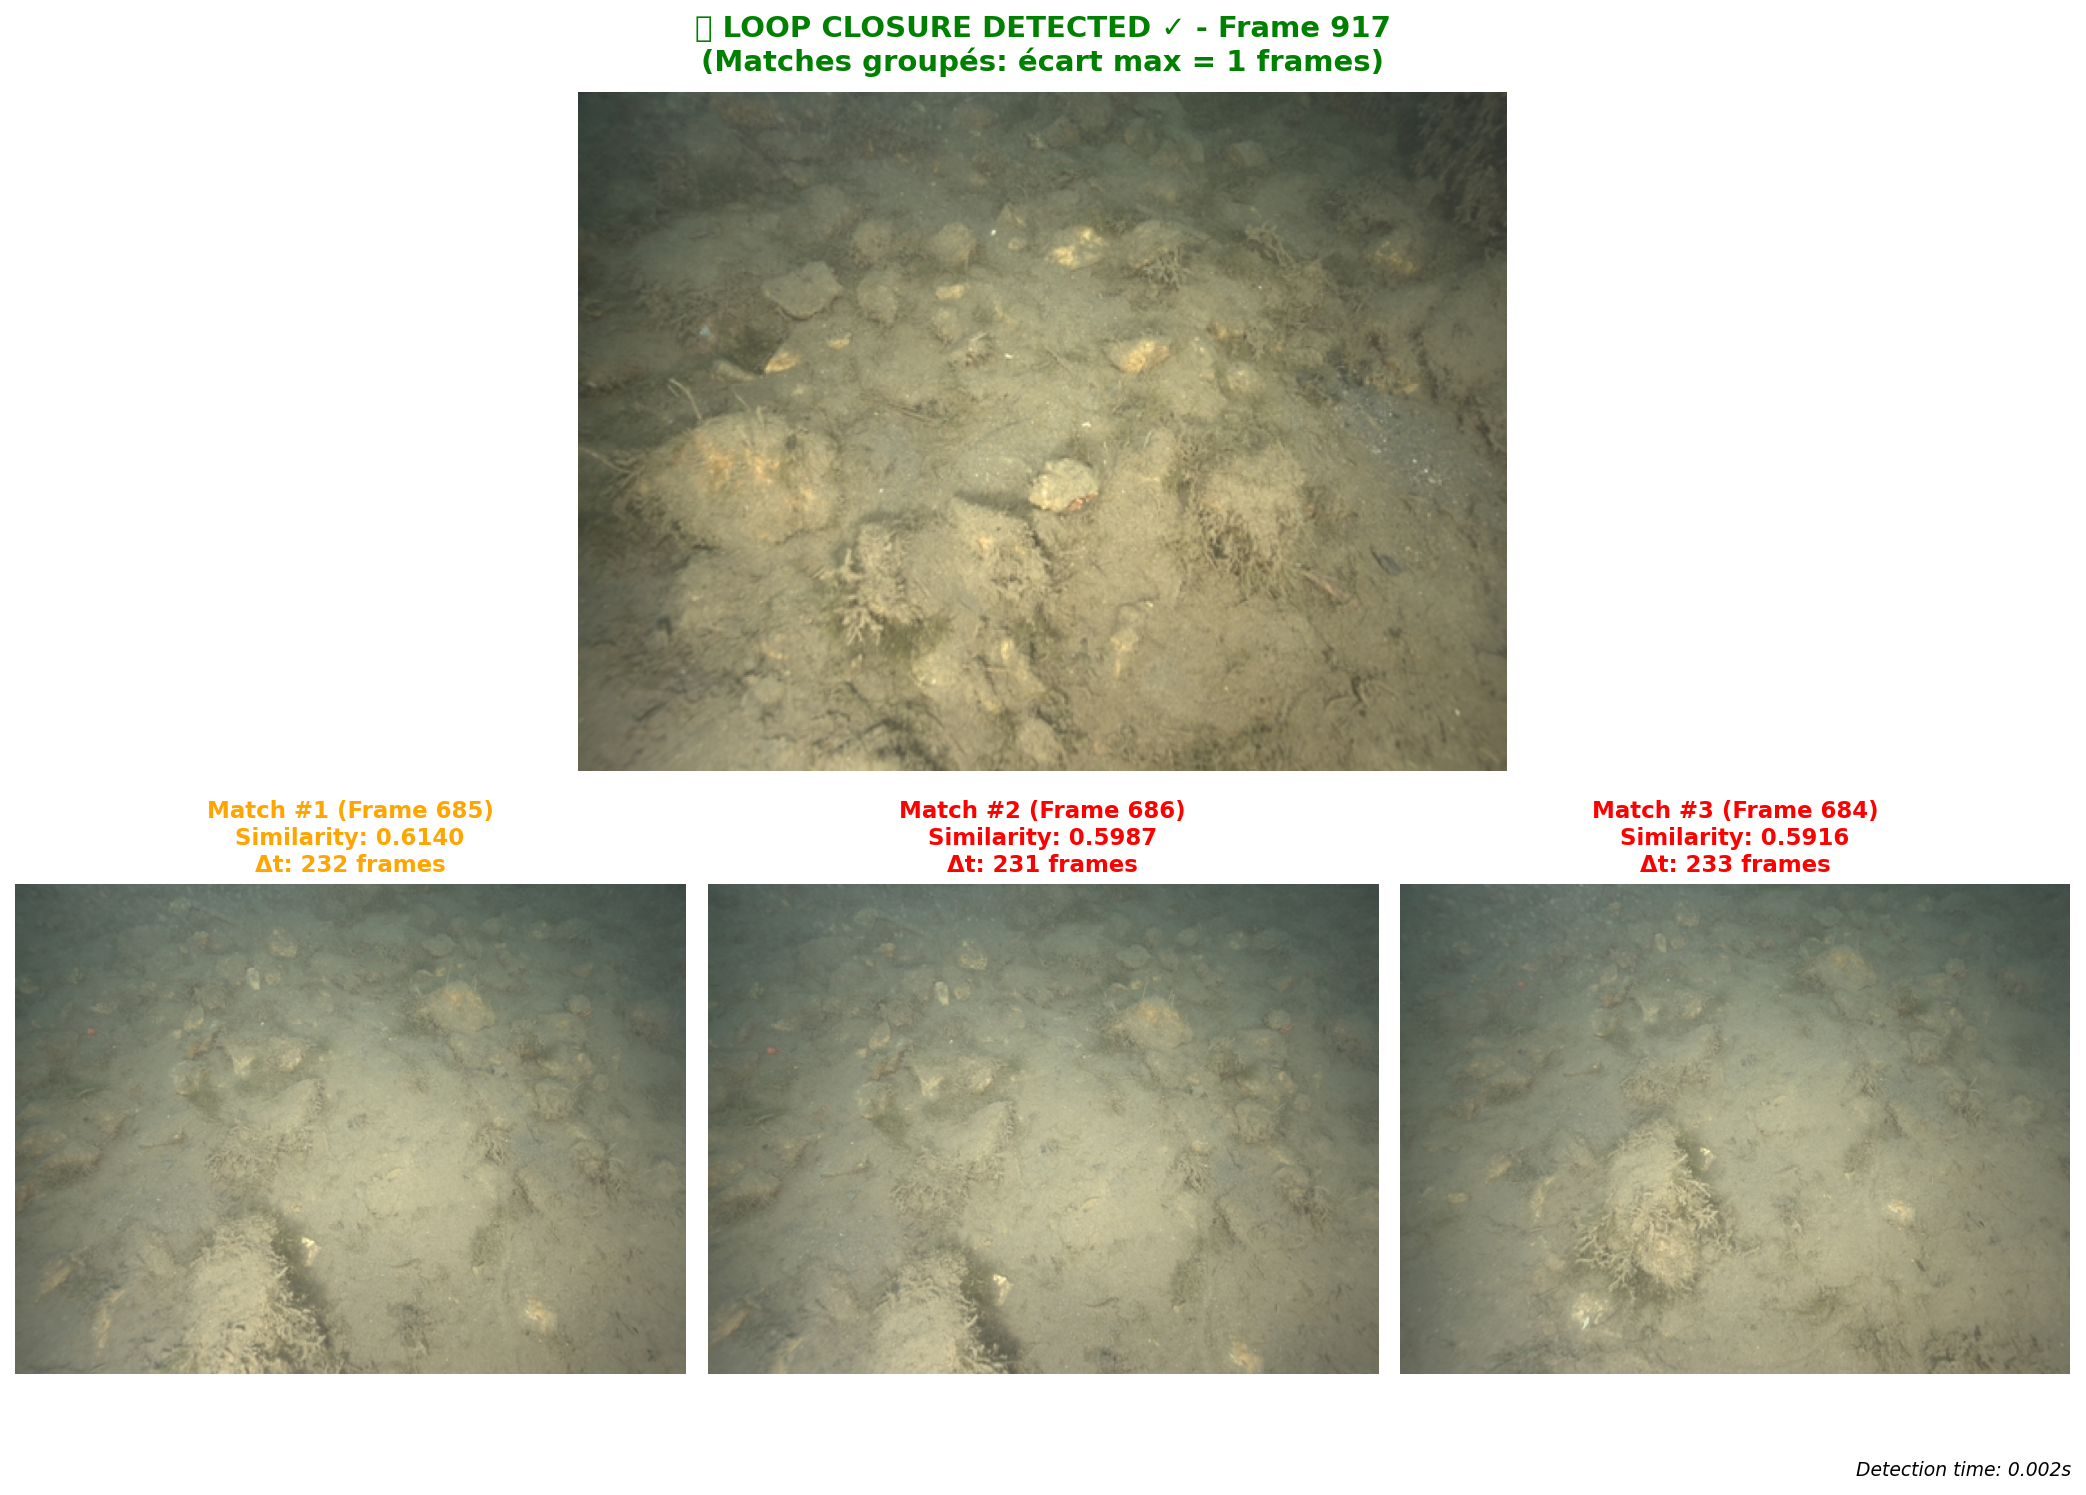 LOOP CLOSURE DETECTED ✓ - Frame 917
(Matches groupés: écart max = 1 frames)
Match #1 (Frame 685)
Similarity: 0.6140
Δt: 232 frames
Match #2 (Frame 686)
Similarity: 0.5987
Δt: 231 frames
Match #3 (Frame 684)
Similarity: 0.5916
Δt: 233 frames
Detection time: 0.002s